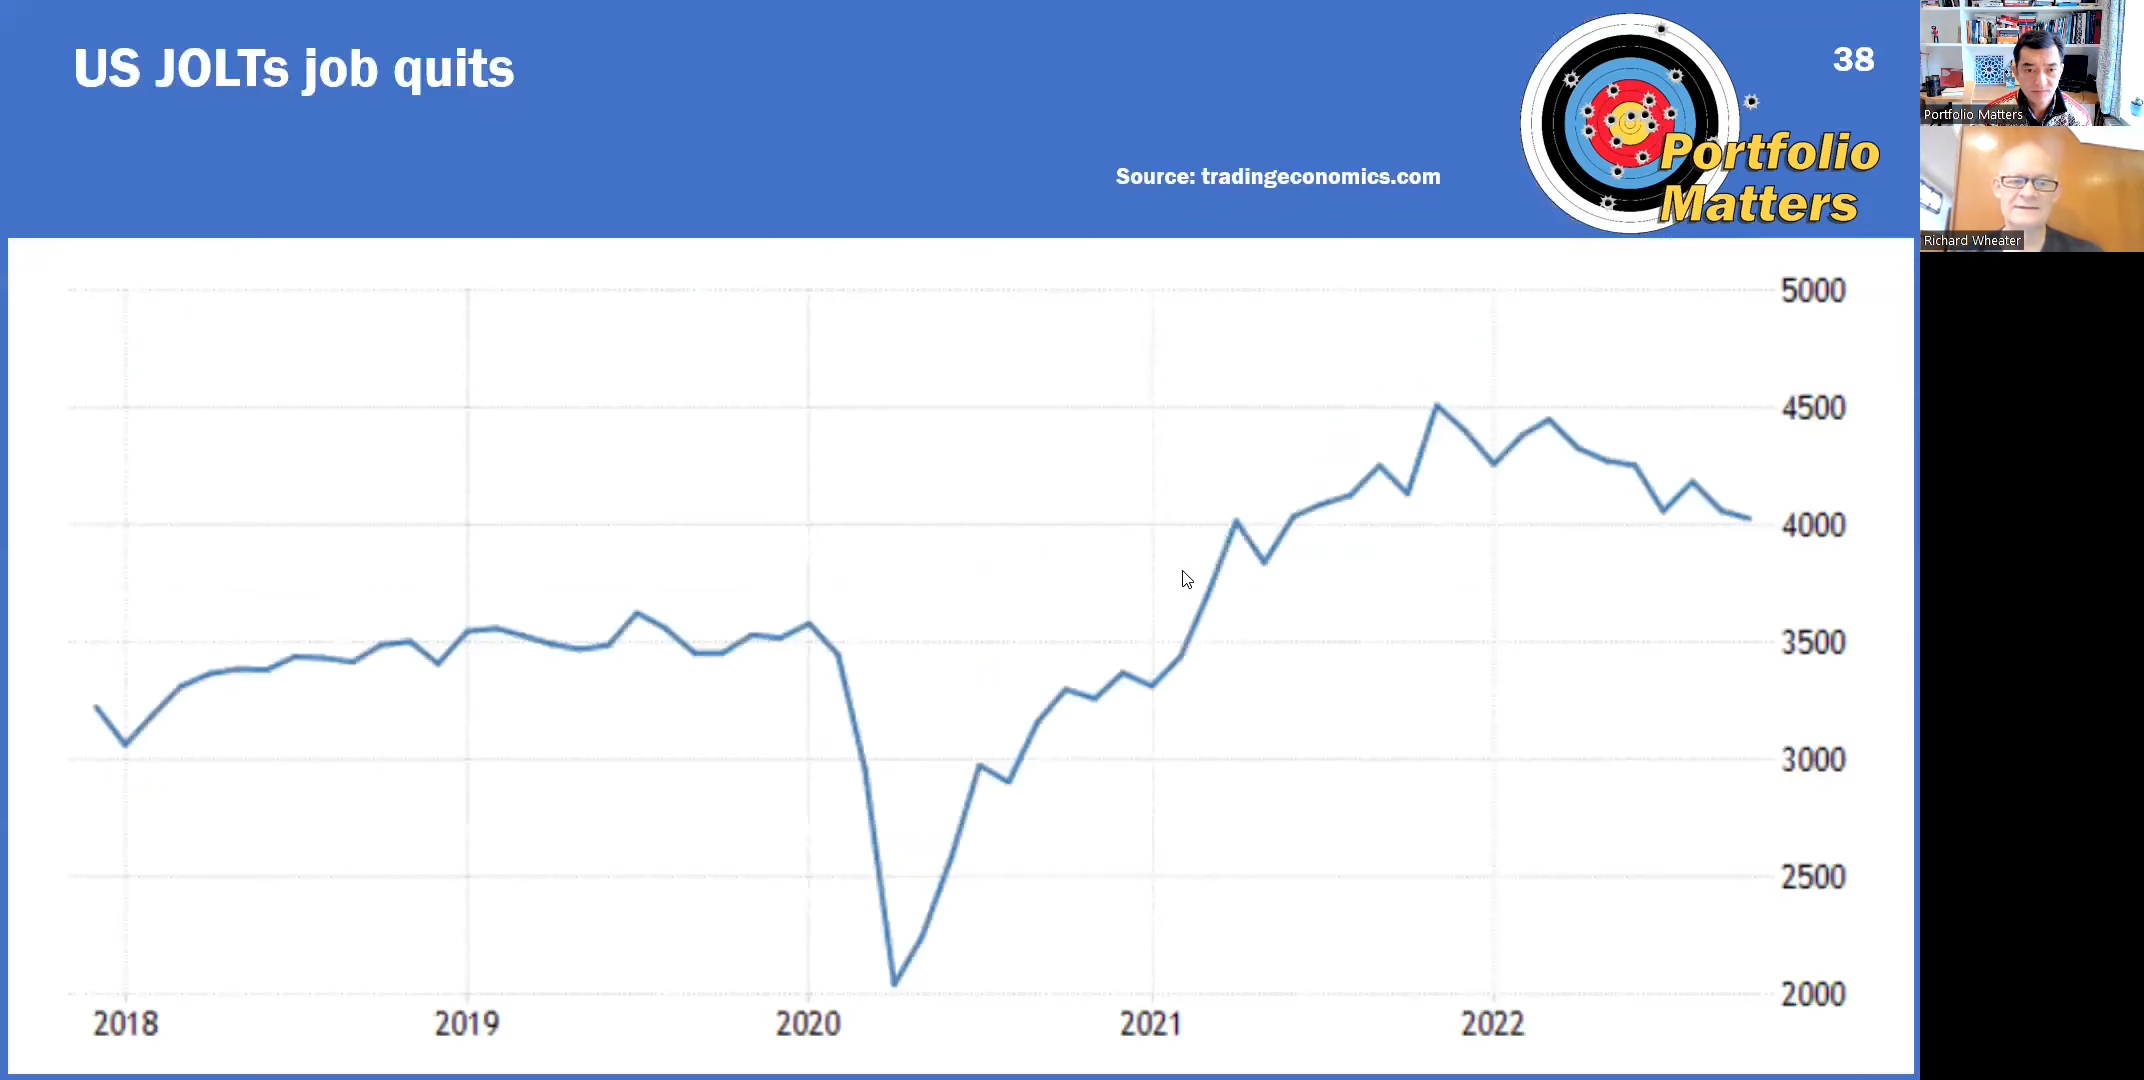 US JOLTs job quits
38
Portfolio
Matters
Source: tradingeconomics.com
Portfolio Matters
Richard Wheater
5000
4500
4000
3500
3000
2500
2000
2018 2019 2020 2021 2022